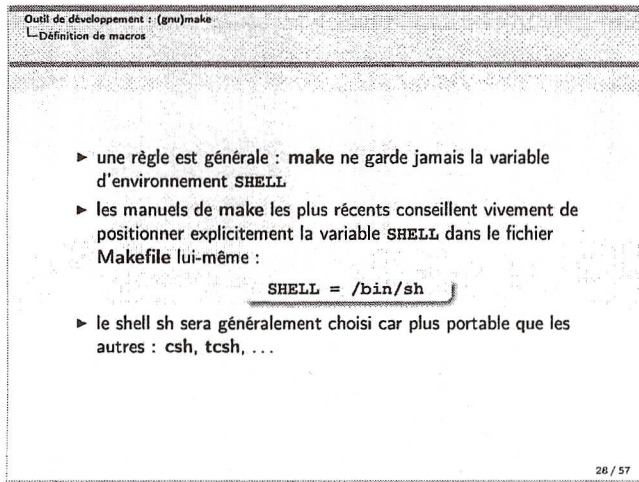 Outil de développement : (gnu)make
Définition de macros
► une règle est générale : make ne garde jamais la variable
d'environnement SHELL
► les manuels de make les plus récents conseillent vivement de
positionner explicitement la variable SHELL dans le fichier
Makefile lui-même :
SHELL = /bin/sh
► le shell sh sera généralement choisi car plus portable que les
autres : csh, tcsh, ...
28 / 57